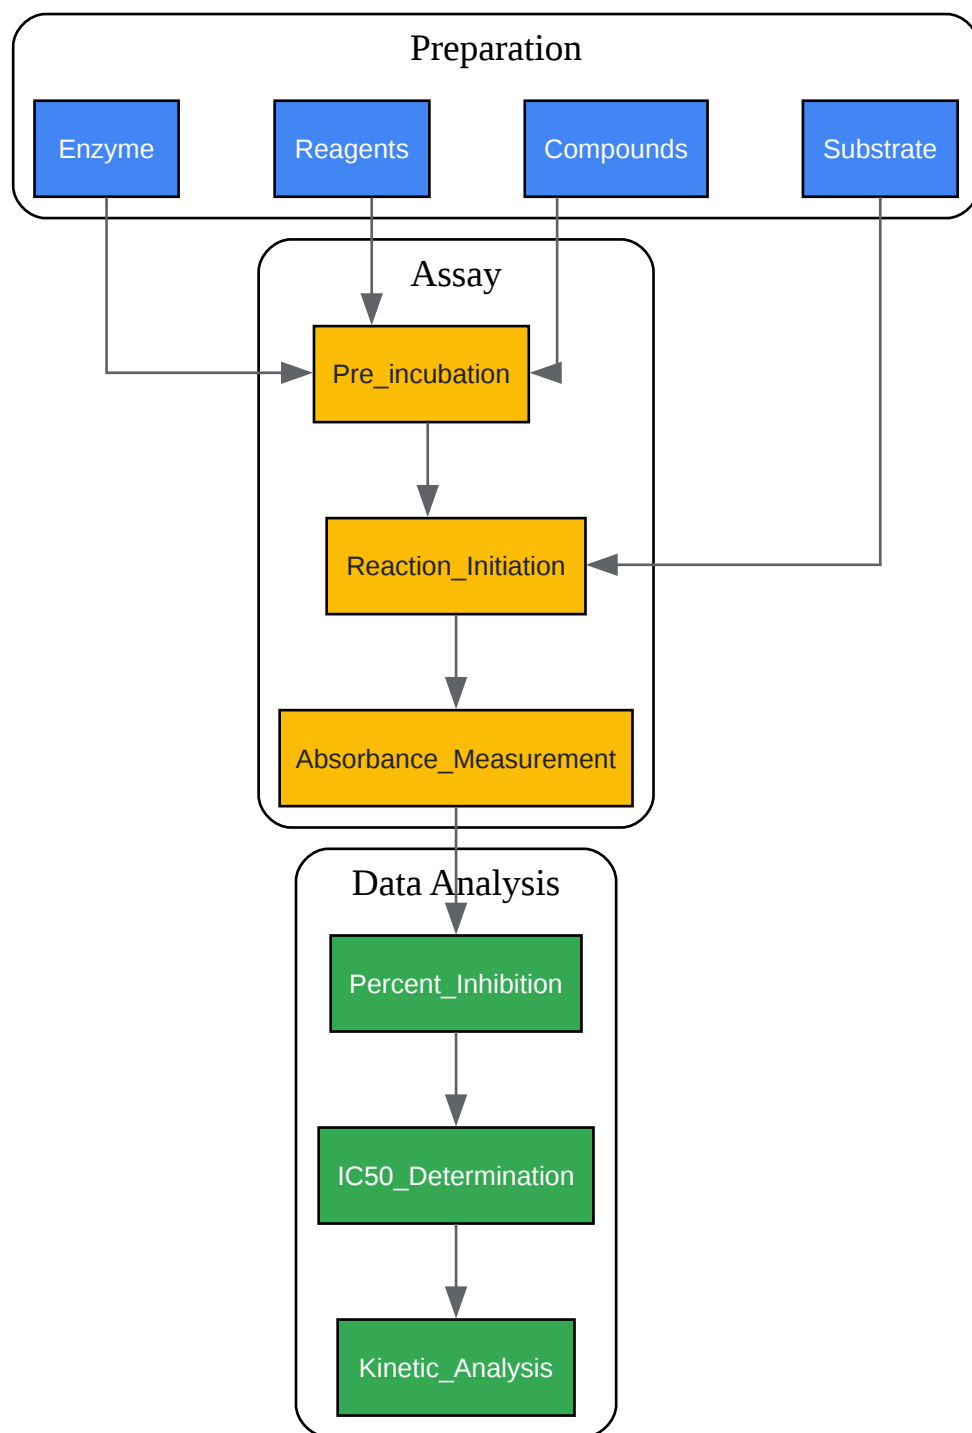 Preparation
Enzyme
Reagents
Compounds
Substrate
Assay
Pre_incubation
Reaction_Initiation
Absorbance_Measurement
Data Analysis
Percent_Inhibition
IC50_Determination
Kinetic_Analysis